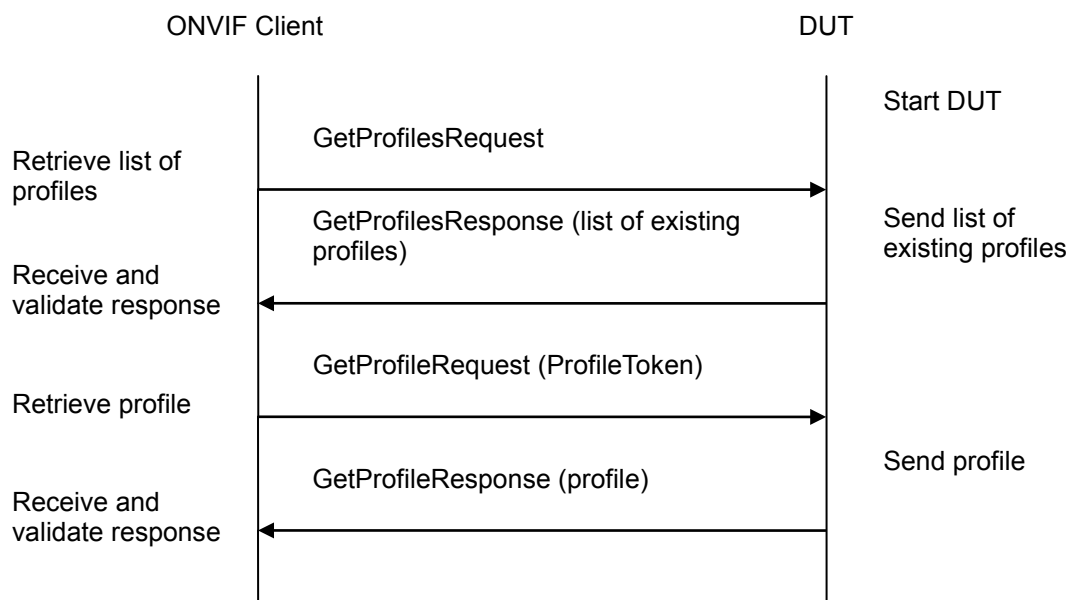 ONVIF Client
DUT
Start DUT
GetProfilesRequest
Retrieve list of
profiles
GetProfilesResponse (list of existing
profiles)
Send list of
existing profiles
Receive and
validate response
GetProfileRequest (ProfileToken)
Retrieve profile
GetProfileResponse (profile)
Send profile
Receive and
validate response